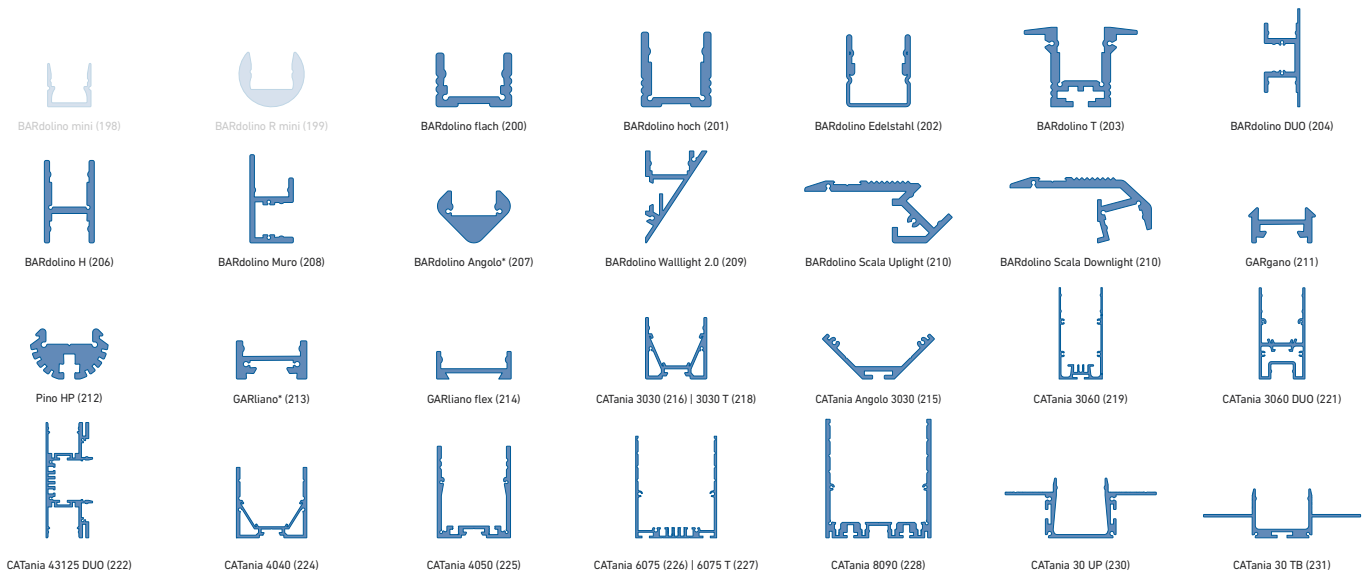 BARdolino mini (198)
BARdolino R mini (199)
BARdolino flach (200)
BARdolino hoch (201)
BARdolino Edelstahl (202)
BARdolino T (203)
BARdolino DUO (204)
BARdolino H (206)
BARdolino Muro (208)
BARdolino Angolo* (207)
BARdolino Walllight 2.0 (209)
BARdolino Scala Uplight (210)
BARdolino Scala Downlight (210)
GARgano (211)
Pino HP (212)
GARliano* (213)
GARliano flex (214)
CATania 3030 (216) | 3030 T (218)
CATania Angolo 3030 (215)
CATania 3060 (219)
CATania 3060 DUO (221)
CATania 43125 DUO (222)
CATania 4040 (224)
CATania 4050 (225)
CATania 6075 (226) | 6075 T (227)
CATania 8090 (228)
CATania 30 UP (230)
CATania 30 TB (231)